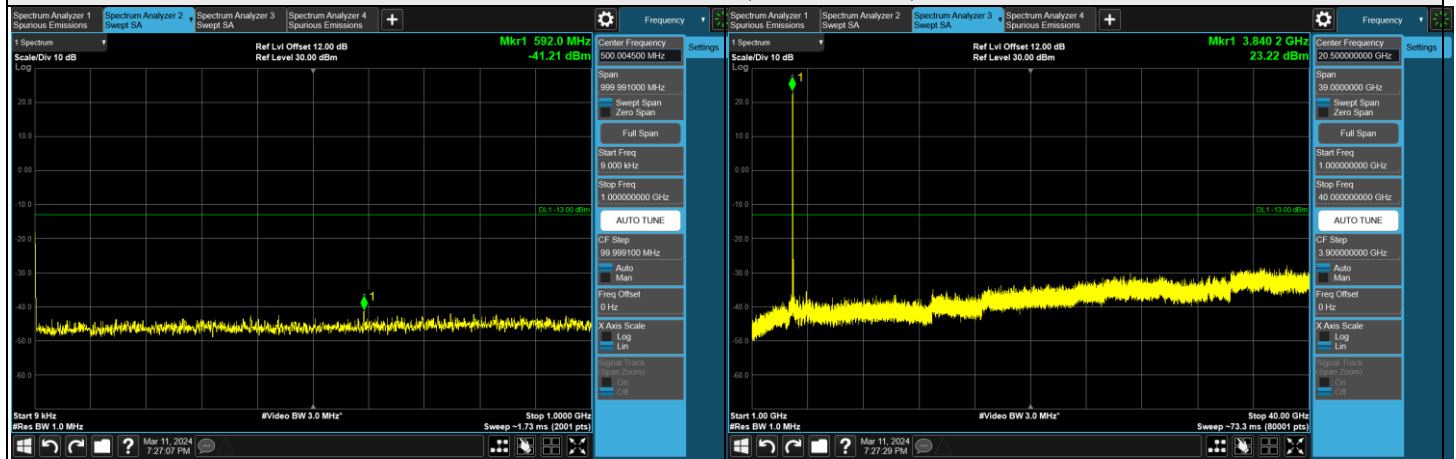 Spectrum Analyzer 1
Spurious Emissions
Spectrum Analyzer 2
Swept SA
Spectrum Analyzer 3
Swept SA
Spectrum Analyzer 4
Spurious Emissions
Frequency
1 Spectrum
Scale/Div 10 dB
Log
Ref Lvl Offset 12.00 dB
Ref Level 30.00 dBm
Mkr1 592.0 MHz
-41.21 dBm
1
20.0
10.0
0.00
-10.0
-20.0
-30.0
-40.0
-50.0
-60.0
DL1 -13.00 dBm
Start 9 kHz
#Res BW 1.0 MHz
#Video BW 3.0 MHz*
Stop 1.0000 GHz
Sweep ~1.73 ms (2001 pts)
Center Frequency
500.004500 MHz
Settings
Span
999.991000 MHz
Swept Span
Zero Span
Full Span
Start Freq
9.000 kHz
Stop Freq
1.000000000 GHz
AUTO TUNE
CF Step
99.999100 MHz
Auto
Man
Freq Offset
0 Hz
X Axis Scale
Log
Lin
Signal Track
(Span Zoom)
On
Off
?
Mar 11, 2024
7:27:07 PM
Spectrum Analyzer 1
Spurious Emissions
Spectrum Analyzer 2
Swept SA
Spectrum Analyzer 3
Swept SA
Spectrum Analyzer 4
Spurious Emissions
Frequency
1 Spectrum
Scale/Div 10 dB
Log
Ref Lvl Offset 12.00 dB
Ref Level 30.00 dBm
Mkr1 3.840 2 GHz
23.22 dBm
1
20.0
10.0
0.00
-10.0
-20.0
-30.0
-40.0
-50.0
-60.0
DL1 -13.00 dBm
Start 1.00 GHz
#Res BW 1.0 MHz
#Video BW 3.0 MHz*
Stop 40.00 GHz
Sweep ~73.3 ms (80001 pts)
Center Frequency
20.500000000 GHz
Settings
Span
39.0000000 GHz
Swept Span
Zero Span
Full Span
Start Freq
1.000000000 GHz
Stop Freq
40.000000000 GHz
AUTO TUNE
CF Step
3.900000000 GHz
Auto
Man
Freq Offset
0 Hz
X Axis Scale
Log
Lin
Signal Track
(Span Zoom)
On
Off
?
Mar 11, 2024
7:27:29 PM